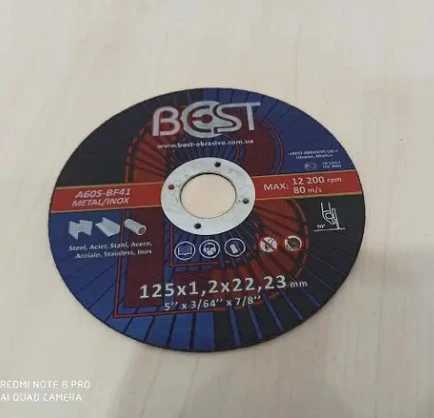 BEST
www.best-abrasive.com.ua
A60S-BF41
METAL/INOX
MAX: 12 200 rpm
80 m/s
Steel, Acier, Stahl, Acero,
Acciaio, Stainless, Inox
90°
125x1,2x22,23 mm
5’’ x 3/64’’ x 7/8’’
REDMI NOTE 8 PRO
AI QUAD CAMERA